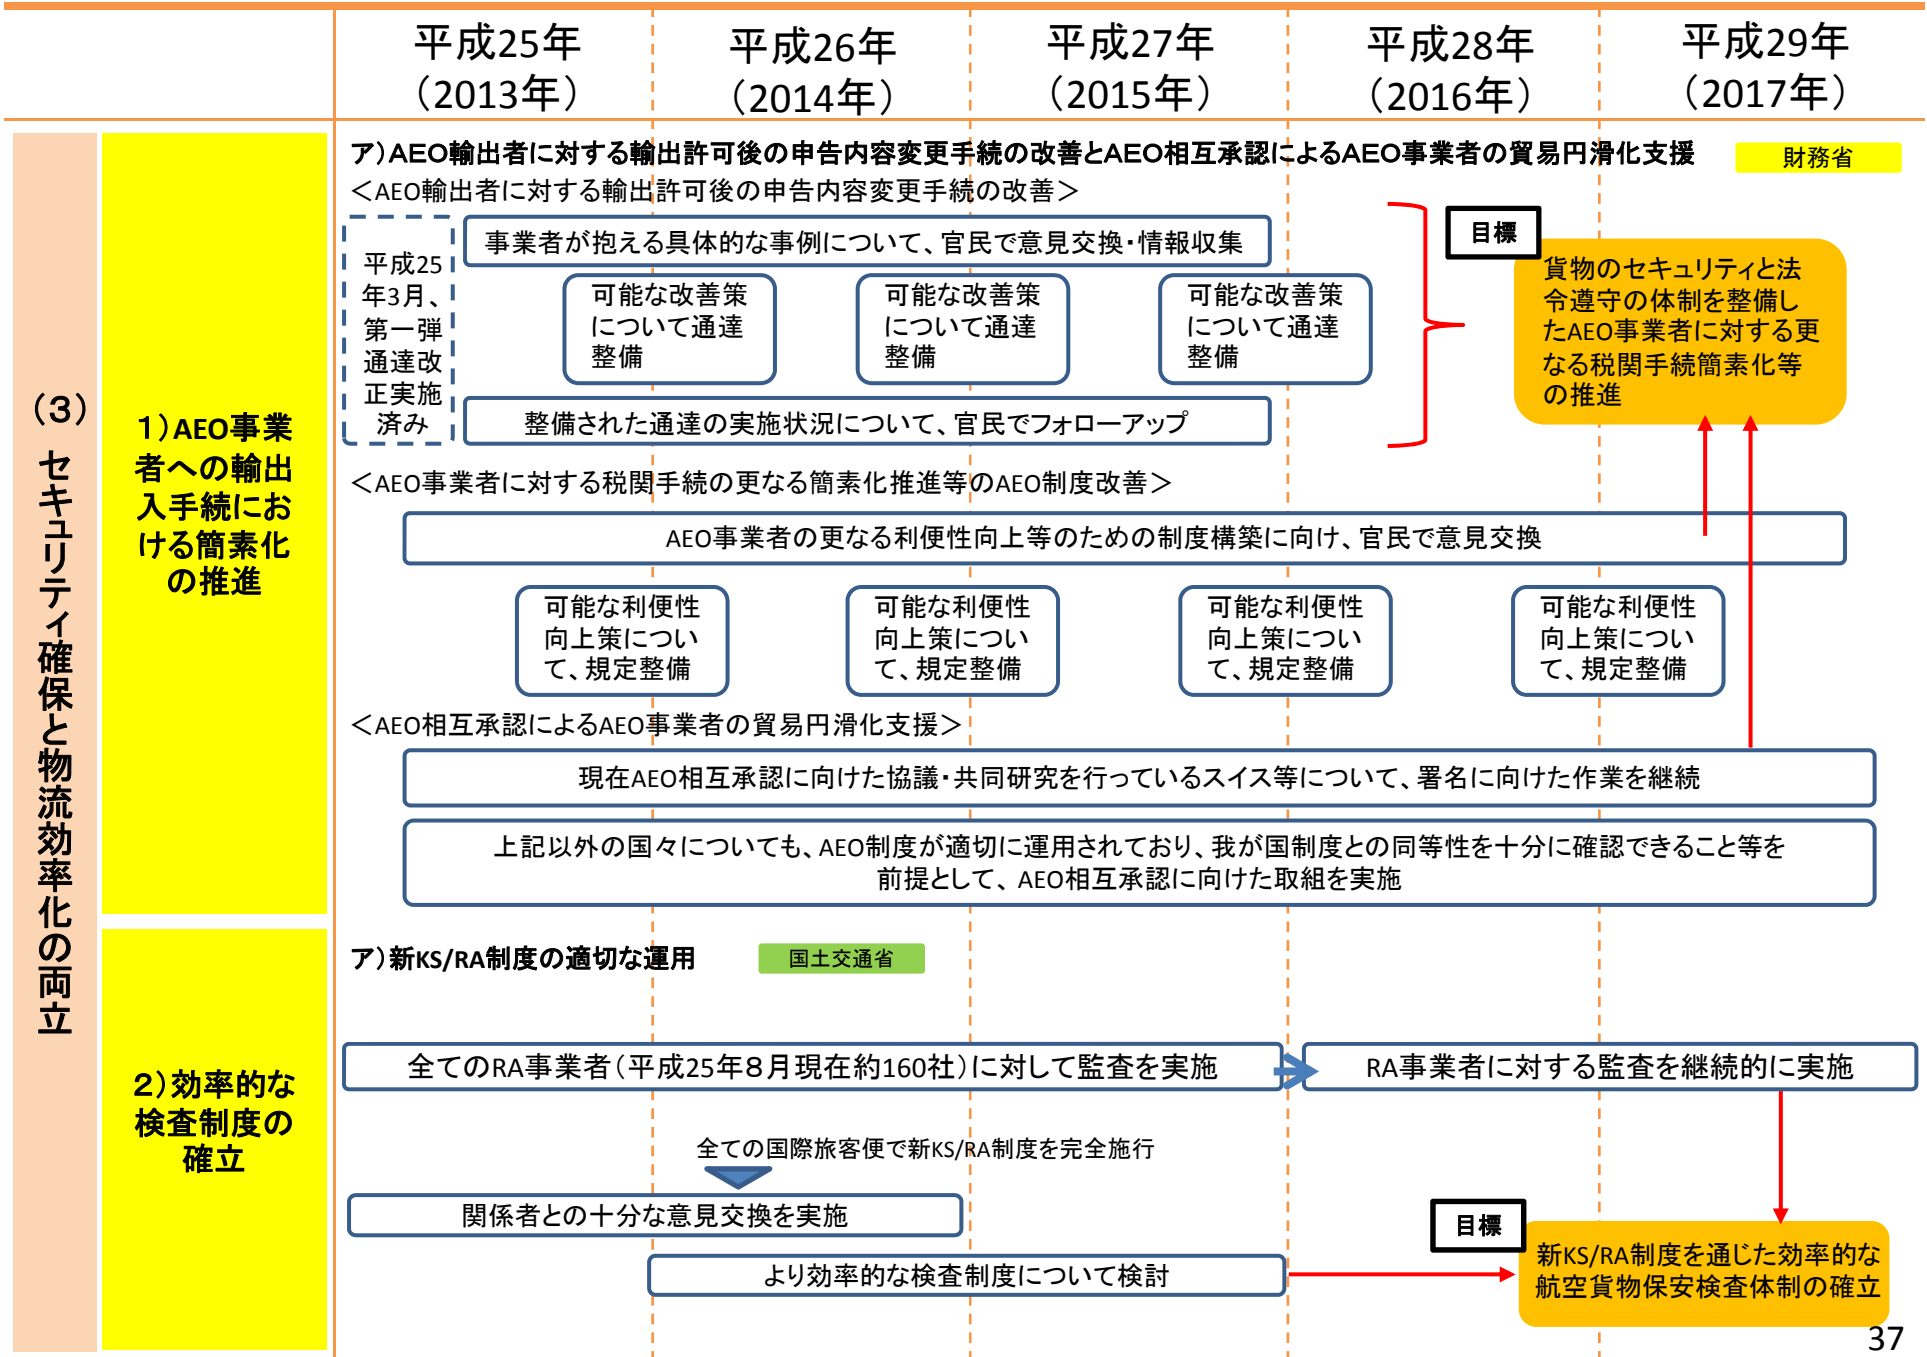 平成25年
（2013年）
平成26年
（2014年）
平成27年
（2015年）
平成28年
（2016年）
平成29年
（2017年）
（３） セキュリティ確保と物流効率化の両立
１）AEO事業
者への輸出
入手続にお
ける簡素化
の推進
ア）AEO輸出者に対する輸出許可後の申告内容変更手続の改善とAEO相互承認によるAEO事業者の貿易円滑化支援
財務省
＜AEO輸出者に対する輸出許可後の申告内容変更手続の改善＞
平成25
年3月、
第一弾
通達改
正実施
済み
事業者が抱える具体的な事例について、官民で意見交換・情報収集
可能な改善策
について通達
整備
可能な改善策
について通達
整備
可能な改善策
について通達
整備
整備された通達の実施状況について、官民でフォローアップ
目標
貨物のセキュリティと法
令遵守の体制を整備し
たAEO事業者に対する更
なる税関手続簡素化等
の推進
＜AEO事業者に対する税関手続の更なる簡素化推進等のAEO制度改善＞
AEO事業者の更なる利便性向上等のための制度構築に向け、官民で意見交換
可能な利便性
向上策につい
て、規定整備
可能な利便性
向上策につい
て、規定整備
可能な利便性
向上策につい
て、規定整備
可能な利便性
向上策につい
て、規定整備
＜AEO相互承認によるAEO事業者の貿易円滑化支援＞
現在AEO相互承認に向けた協議・共同研究を行っているスイス等について、署名に向けた作業を継続
上記以外の国々についても、AEO制度が適切に運用されており、我が国制度との同等性を十分に確認できること等を
前提として、AEO相互承認に向けた取組を実施
２）効率的な
検査制度の
確立
ア）新KS/RA制度の適切な運用
国土交通省
全てのRA事業者（平成25年８月現在約160社）に対して監査を実施
RA事業者に対する監査を継続的に実施
全ての国際旅客便で新KS/RA制度を完全施行
関係者との十分な意見交換を実施
より効率的な検査制度について検討
目標
新KS/RA制度を通じた効率的な
航空貨物保安検査体制の確立
37